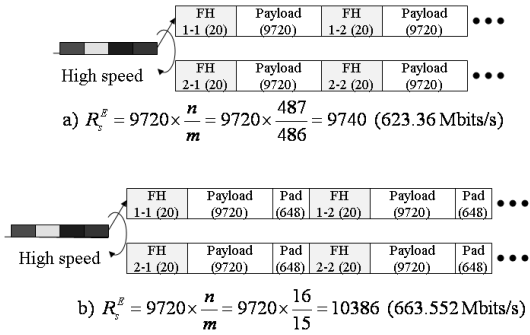 FH Payload FH Payload
1-1 (20) (9720) 1-2 (20) (9720)
High speed
FH Payload FH Payload
2-1 (20) (9720) 2-2 (20) (9720)
a) R_s^E = 9720 × n/m = 9720 × 487/486 = 9740 (623.36 Mbits/s)
FH Payload Pad FH Payload Pad
1-1 (20) (9720) (648) 1-2 (20) (9720) (648)
High speed
FH Payload Pad FH Payload Pad
2-1 (20) (9720) (648) 2-2 (20) (9720) (648)
b) R_s^E = 9720 × n/m = 9720 × 16/15 = 10386 (663.552 Mbits/s)